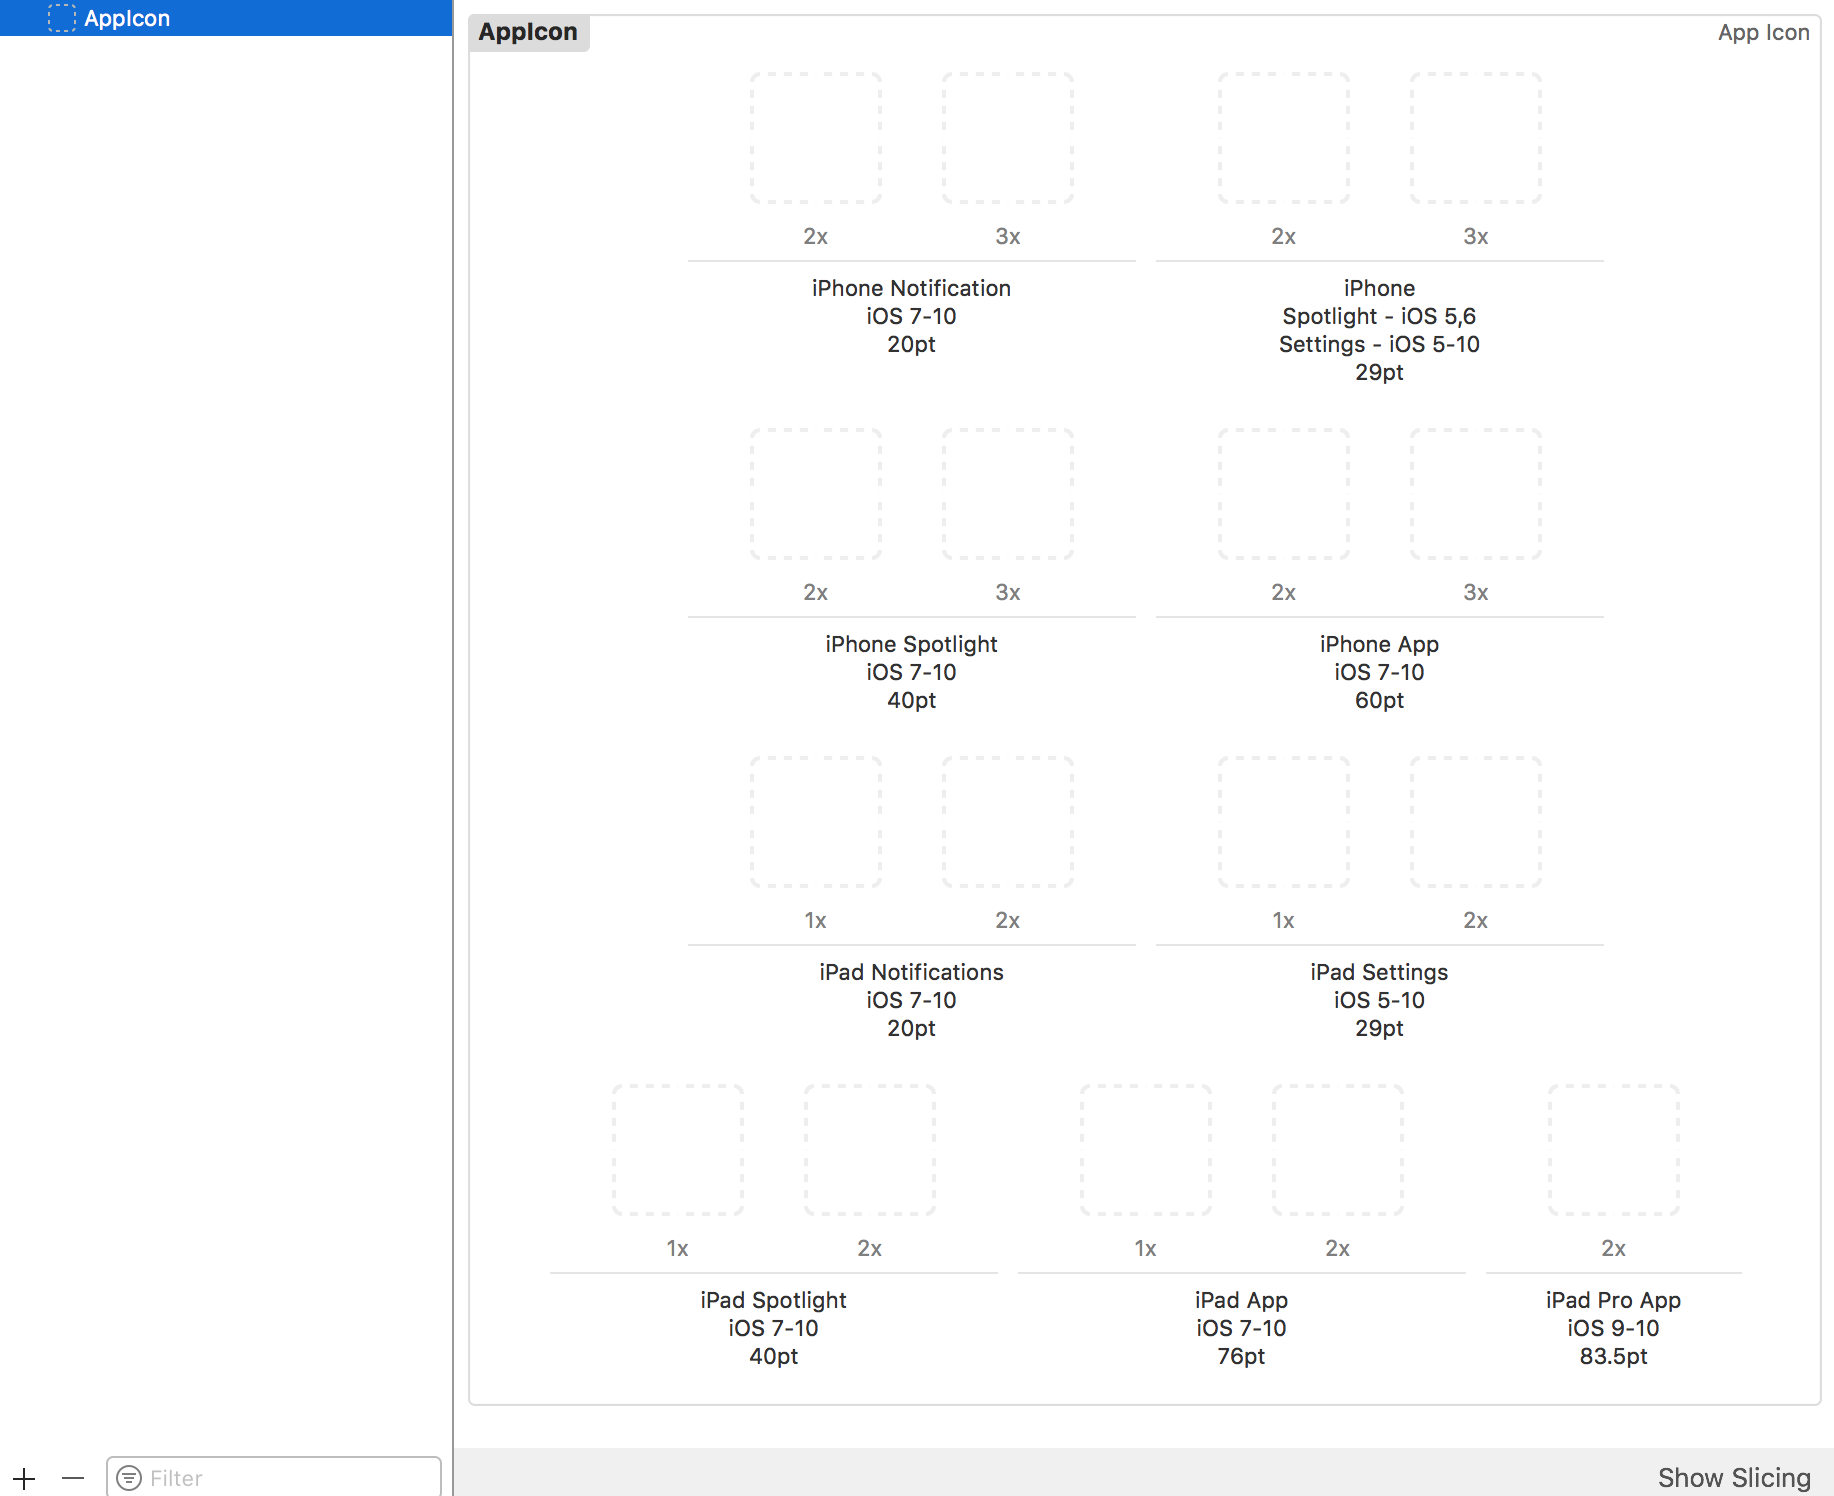 AppIcon
AppIcon
App Icon
2x 3x 2x 3x
iPhone Notification
iOS 7-10
20pt
iPhone
Spotlight - iOS 5,6
Settings - iOS 5-10
29pt
2x 3x 2x 3x
iPhone Spotlight
iOS 7-10
40pt
iPhone App
iOS 7-10
60pt
1x 2x 1x 2x
iPad Notifications
iOS 7-10
20pt
iPad Settings
iOS 5-10
29pt
1x 2x 1x 2x 2x
iPad Spotlight
iOS 7-10
40pt
iPad App
iOS 7-10
76pt
iPad Pro App
iOS 9-10
83.5pt
Filter
Show Slicing